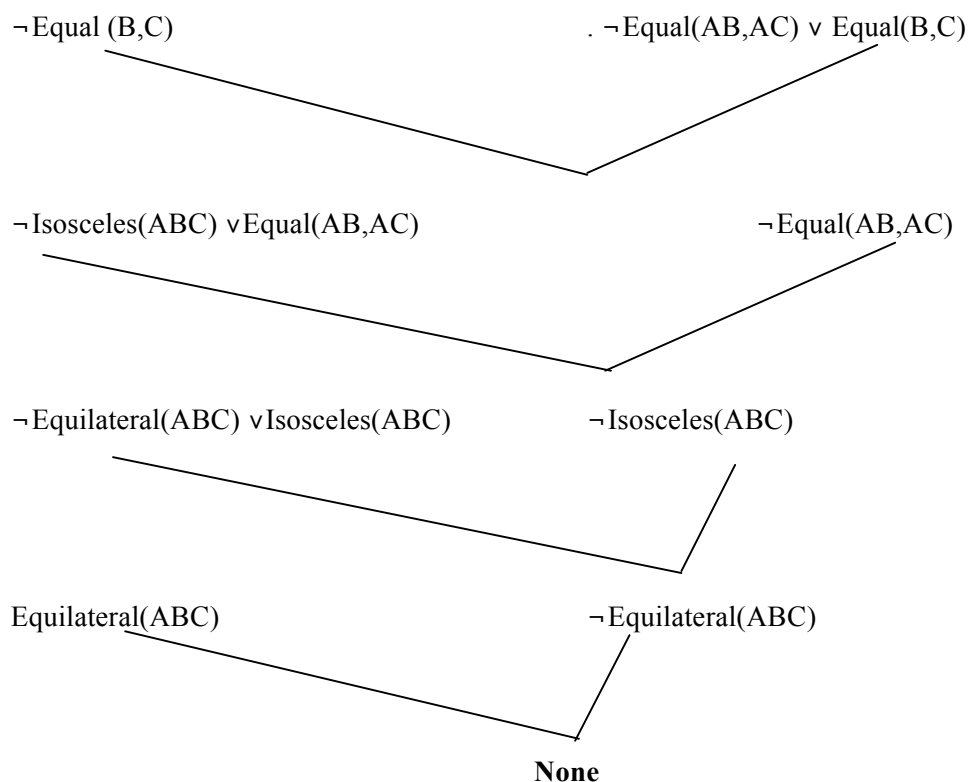 ¬Equal (B,C) . ¬Equal(AB,AC) ∨ Equal(B,C)
¬Isosceles(ABC) ∨Equal(AB,AC) ¬Equal(AB,AC)
¬Equilateral(ABC) ∨Isosceles(ABC) ¬Isosceles(ABC)
Equilateral(ABC) ¬Equilateral(ABC)
None